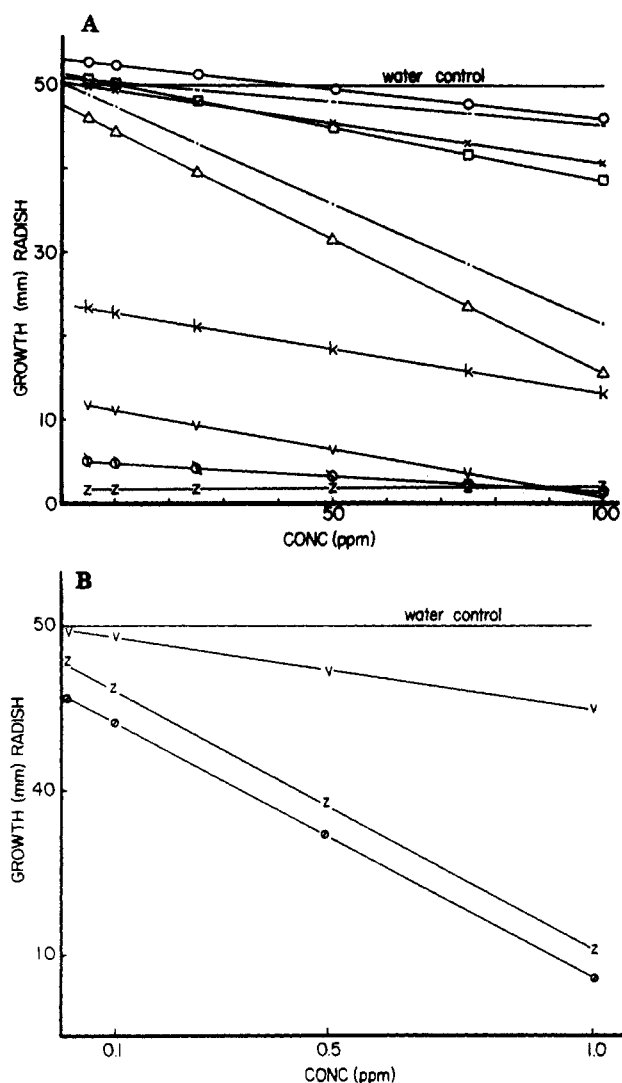 A
50
water control
30
10
0
GROWTH (mm) RADISH
50
100
CONC (ppm)
B
50
water control
40
10
GROWTH (mm) RADISH
0.1
0.5
1.0
CONC (ppm)